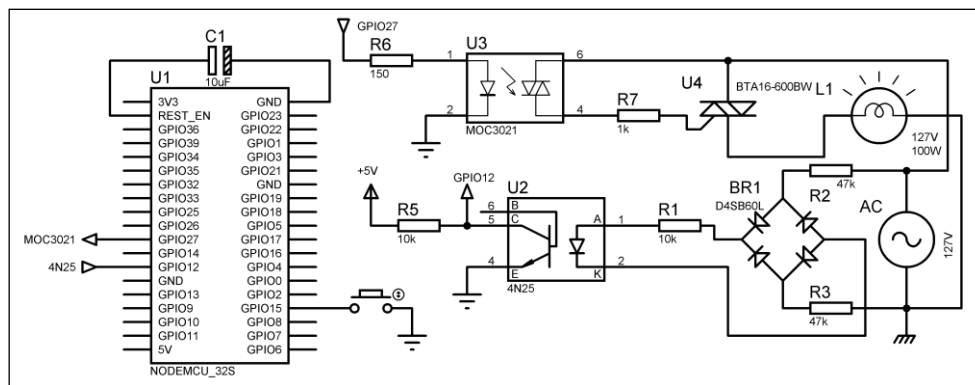 C1
10uF
U1
3V3
REST_EN
GPIO36
GPIO39
GPIO34
GPIO35
GPIO32
GPIO33
GPIO25
GPIO26
GPIO27
GPIO14
GPIO12
GND
GPIO13
GPIO9
GPIO10
GPIO11
5V
GND
GPIO23
GPIO22
GPIO1
GPIO3
GPIO21
GND
GPIO19
GPIO18
GPIO5
GPIO17
GPIO16
GPIO4
GPIO0
GPIO2
GPIO15
GPIO8
GPIO7
GPIO6
NODEMCU_32S
MOC3021
4N25
GPIO27
R6
150
U3
1
2
6
4
MOC3021
R7
1k
U4
BTA16-600BW
L1
127V
100W
+5V
R5
10k
GPIO12
U2
6
5
4
B
C
E
A
K
1
2
4N25
R1
10k
BR1
D4SB60L
R2
47k
R3
47k
AC
127V